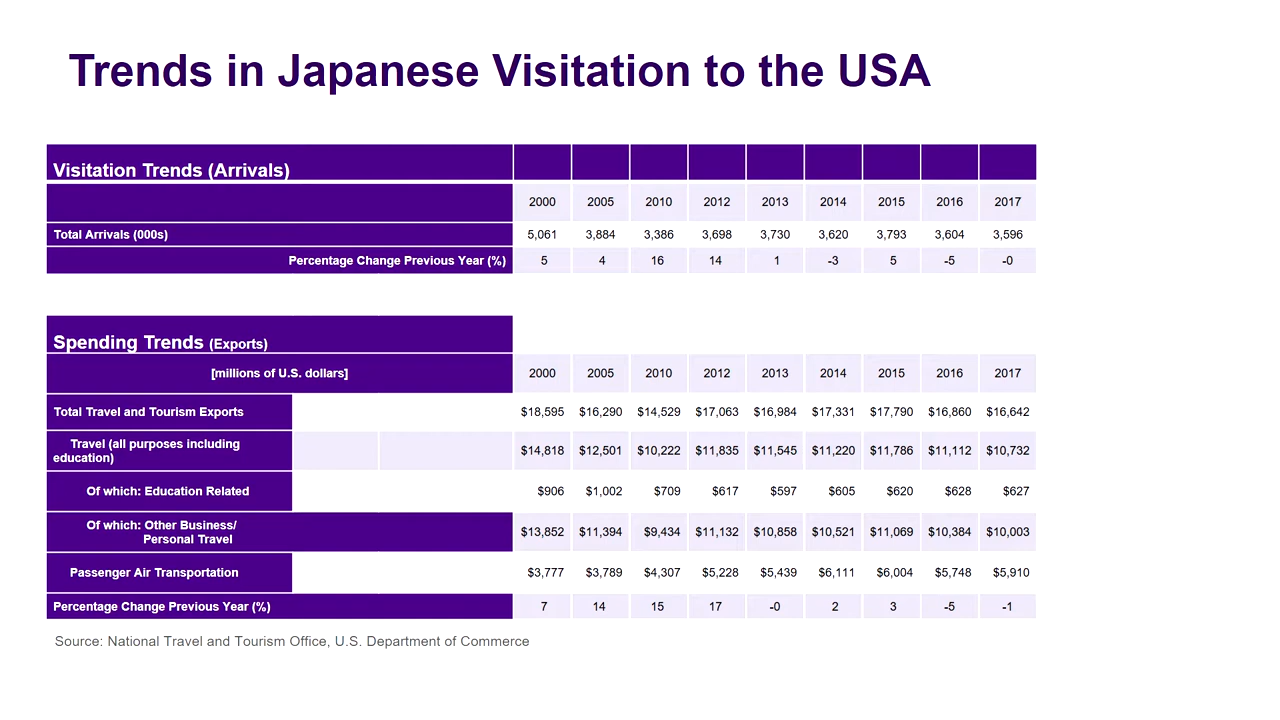 Trends in Japanese Visitation to the USA
Visitation Trends (Arrivals)
2000 2005 2010 2012 2013 2014 2015 2016 2017
Total Arrivals (000s) 5,061 3,884 3,386 3,698 3,730 3,620 3,793 3,604 3,596
Percentage Change Previous Year (%) 5 4 16 14 1 -3 5 -5 -0
Spending Trends (Exports)
[millions of U.S. dollars] 2000 2005 2010 2012 2013 2014 2015 2016 2017
Total Travel and Tourism Exports $18,595 $16,290 $14,529 $17,063 $16,984 $17,331 $17,790 $16,860 $16,642
Travel (all purposes including
education) $14,818 $12,501 $10,222 $11,835 $11,545 $11,220 $11,786 $11,112 $10,732
Of which: Education Related $906 $1,002 $709 $617 $597 $605 $620 $628 $627
Of which: Other Business/
Personal Travel $13,852 $11,394 $9,434 $11,132 $10,858 $10,521 $11,069 $10,384 $10,003
Passenger Air Transportation $3,777 $3,789 $4,307 $5,228 $5,439 $6,111 $6,004 $5,748 $5,910
Percentage Change Previous Year (%) 7 14 15 17 -0 2 3 -5 -1
Source: National Travel and Tourism Office, U.S. Department of Commerce